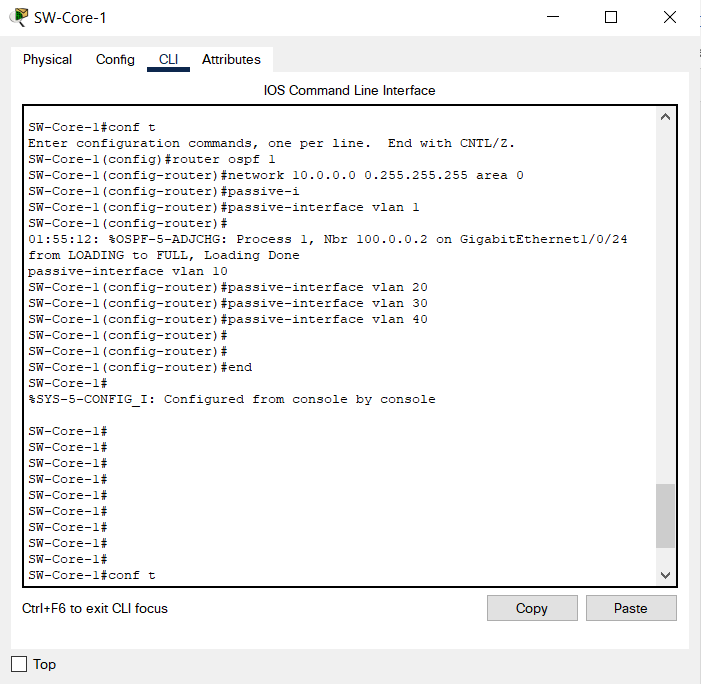 SW-Core-1
Physical Config CLI Attributes
IOS Command Line Interface
SW-Core-1#conf t
Enter configuration commands, one per line.  End with CNTL/Z.
SW-Core-1(config)#router ospf 1
SW-Core-1(config-router)#network 10.0.0.0 0.255.255.255 area 0
SW-Core-1(config-router)#passive-i
SW-Core-1(config-router)#passive-interface vlan 1
SW-Core-1(config-router)#
01:55:12: %OSPF-5-ADJCHG: Process 1, Nbr 100.0.0.2 on GigabitEthernet1/0/24
from LOADING to FULL, Loading Done
passive-interface vlan 10
SW-Core-1(config-router)#passive-interface vlan 20
SW-Core-1(config-router)#passive-interface vlan 30
SW-Core-1(config-router)#passive-interface vlan 40
SW-Core-1(config-router)#
SW-Core-1(config-router)#
SW-Core-1(config-router)#end
SW-Core-1#
%SYS-5-CONFIG_I: Configured from console by console
SW-Core-1#
SW-Core-1#
SW-Core-1#
SW-Core-1#
SW-Core-1#
SW-Core-1#
SW-Core-1#
SW-Core-1#
SW-Core-1#
SW-Core-1#conf t
Ctrl+F6 to exit CLI focus
Copy Paste
Top